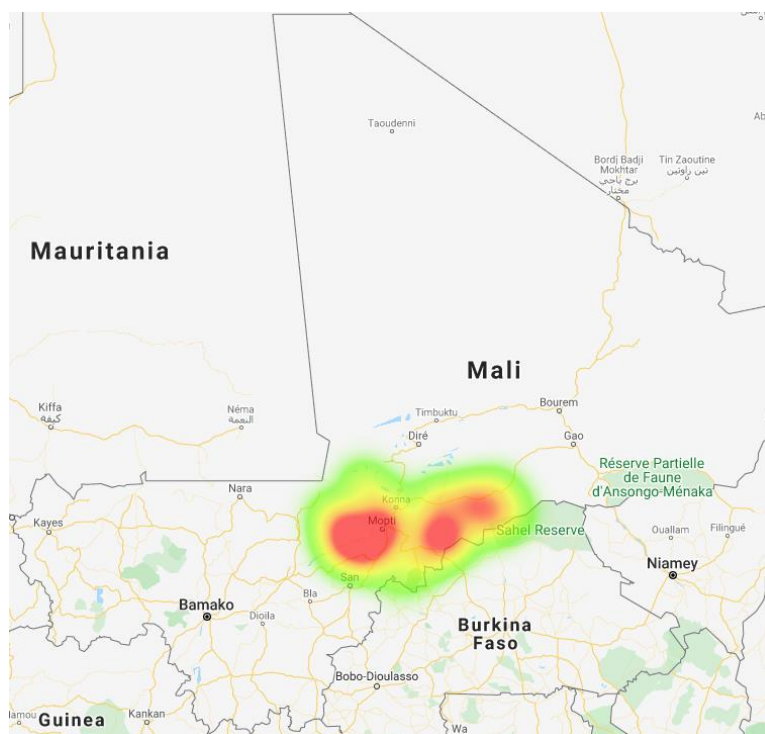 Taoudenni
Bordj Badji
Mokhtar
برج باجي
مختار
Tin Zaoutine
تين زاوتين
Mauritania
Mali
Kiffa
كيفة
Néma
النعمة
Timbuktu
Bourem
Diré
Gao
Réserve Partielle
de Faune
d'Ansongo-Ménaka
Nara
Konna
Mopti
Kayes
Sahel Reserve
Ouallam
Filingué
Niamey
San
Bla
Bamako
Dioila
Burkina
Faso
Bobo-Dioulasso
Guinea
Kankan
Wa